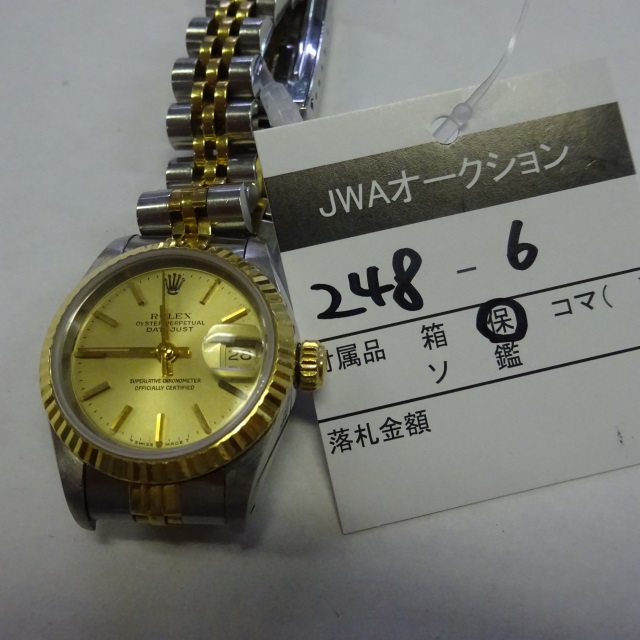 ROLEX
OYSTER PERPETUAL
DATEJUST
SUPERLATIVE CHRONOMETER
OFFICIALLY CERTIFIED
JWAオークション
248 - 6
付属品 箱 保 コマ(
ソ 鑑
落札金額